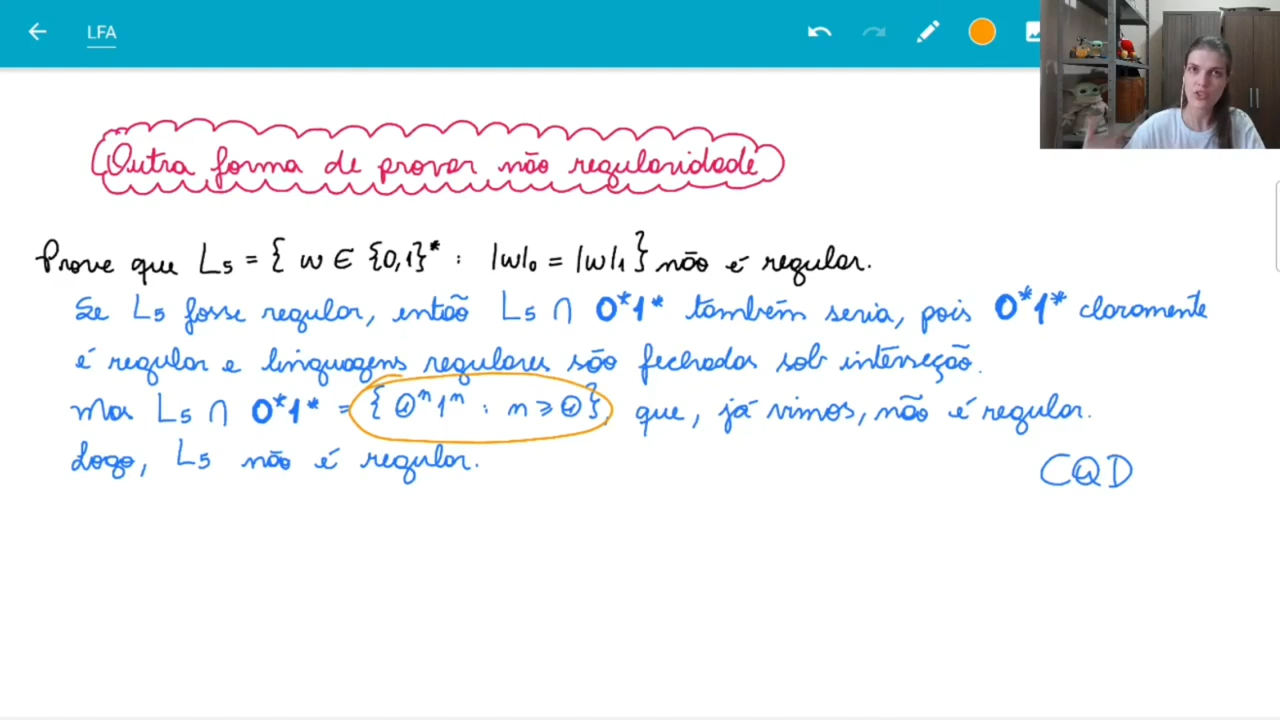 LFA
Outra forma de provar não regularidade
Prove que L₅ = { w ∈ {0,1}* : |w|₀ = |w|₁ } não é regular.
Se L₅ fosse regular, então L₅ ∩ 0*1* também seria, pois 0*1* claramente
é regular e linguagens regulares são fechadas sob interseção.
Mas L₅ ∩ 0*1* = { 0ⁿ1ⁿ : n ≥ 0 }, que, já vimos, não é regular.
Logo, L₅ não é regular.
CQD